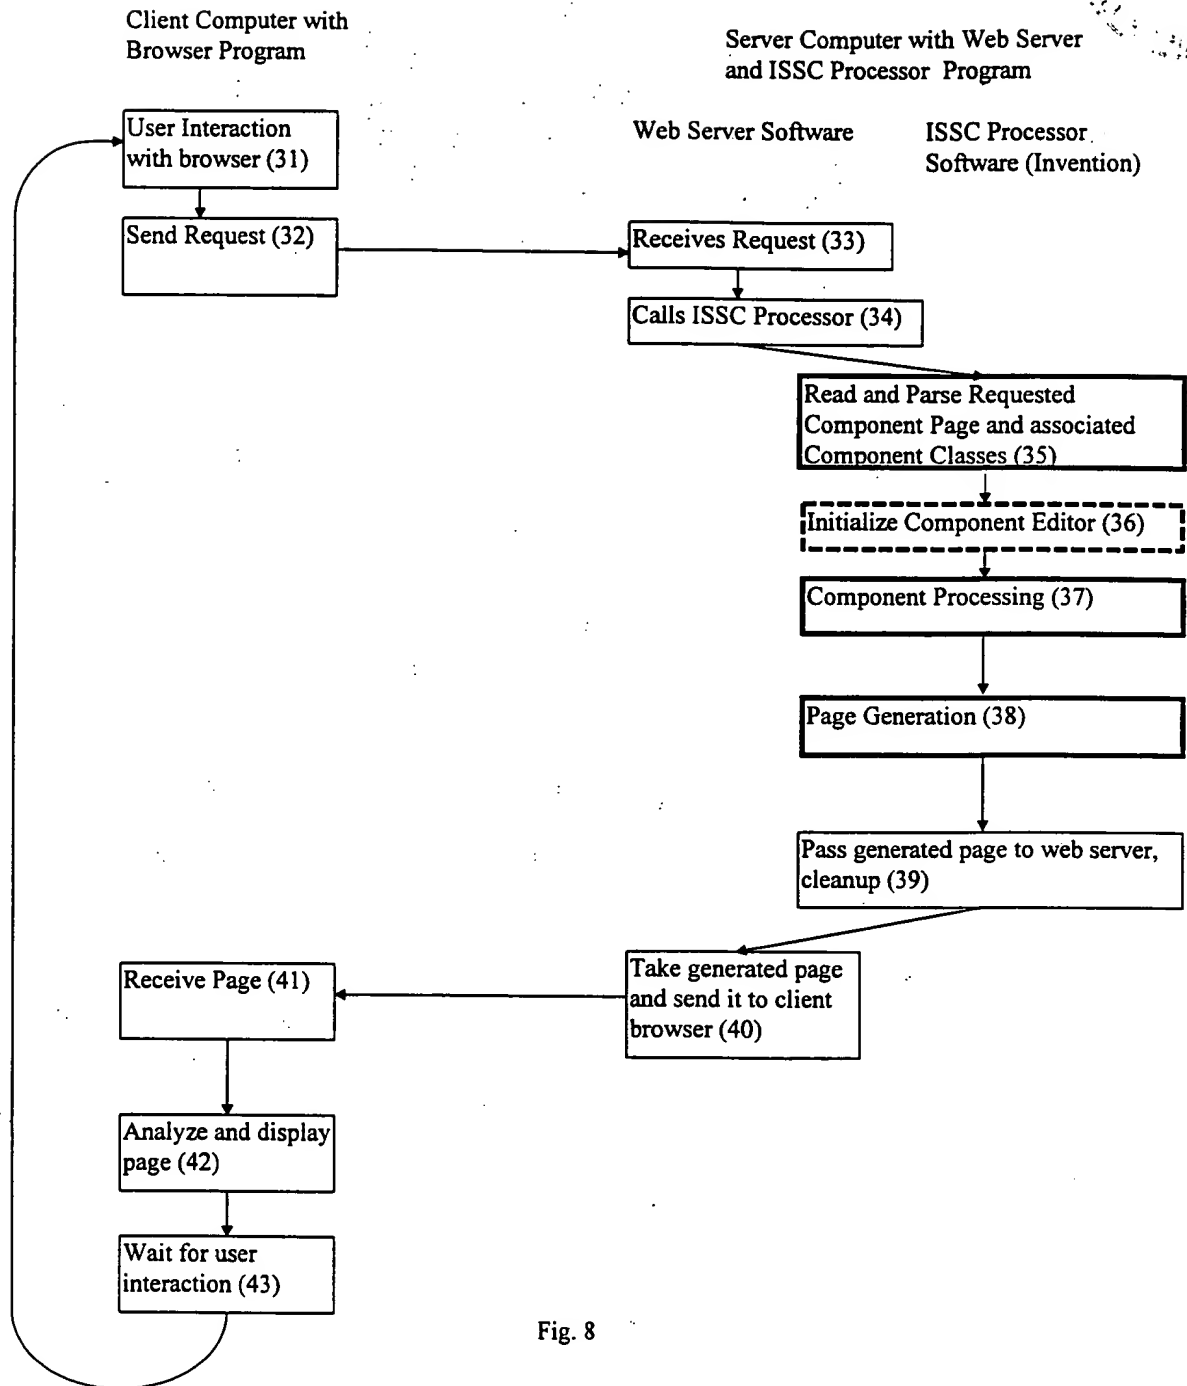 Client Computer with
Browser Program
Server Computer with Web Server
and ISSC Processor Program
Web Server Software
ISSC Processor
Software (Invention)
User Interaction
with browser (31)
Send Request (32)
Receives Request (33)
Calls ISSC Processor (34)
Read and Parse Requested
Component Page and associated
Component Classes (35)
Initialize Component Editor (36)
Component Processing (37)
Page Generation (38)
Pass generated page to web server,
cleanup (39)
Take generated page
and send it to client
browser (40)
Receive Page (41)
Analyze and display
page (42)
Wait for user
interaction (43)
Fig. 8